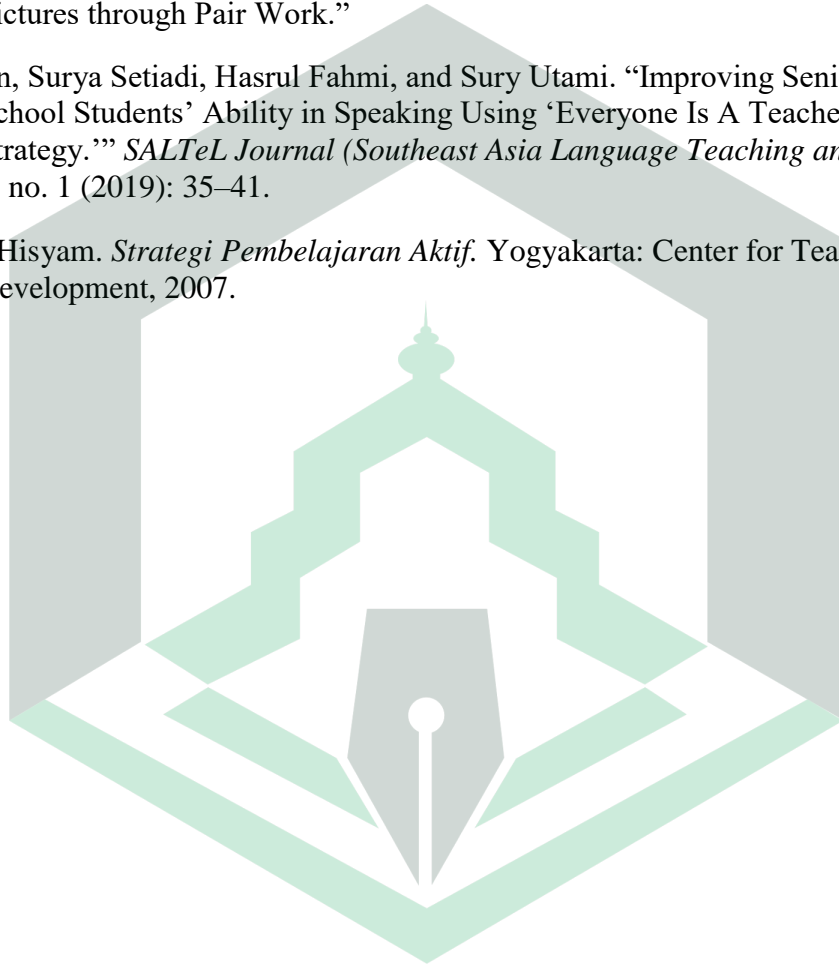 ictures through Pair Work.”
n, Surya Setiadi, Hasrul Fahmi, and Sury Utami. “Improving Seni
chool Students’ Ability in Speaking Using ‘Everyone Is A Teache
trategy.’” SALTeL Journal (Southeast Asia Language Teaching an
no. 1 (2019): 35–41.
Hisyam. Strategi Pembelajaran Aktif. Yogyakarta: Center for Tea
evelopment, 2007.